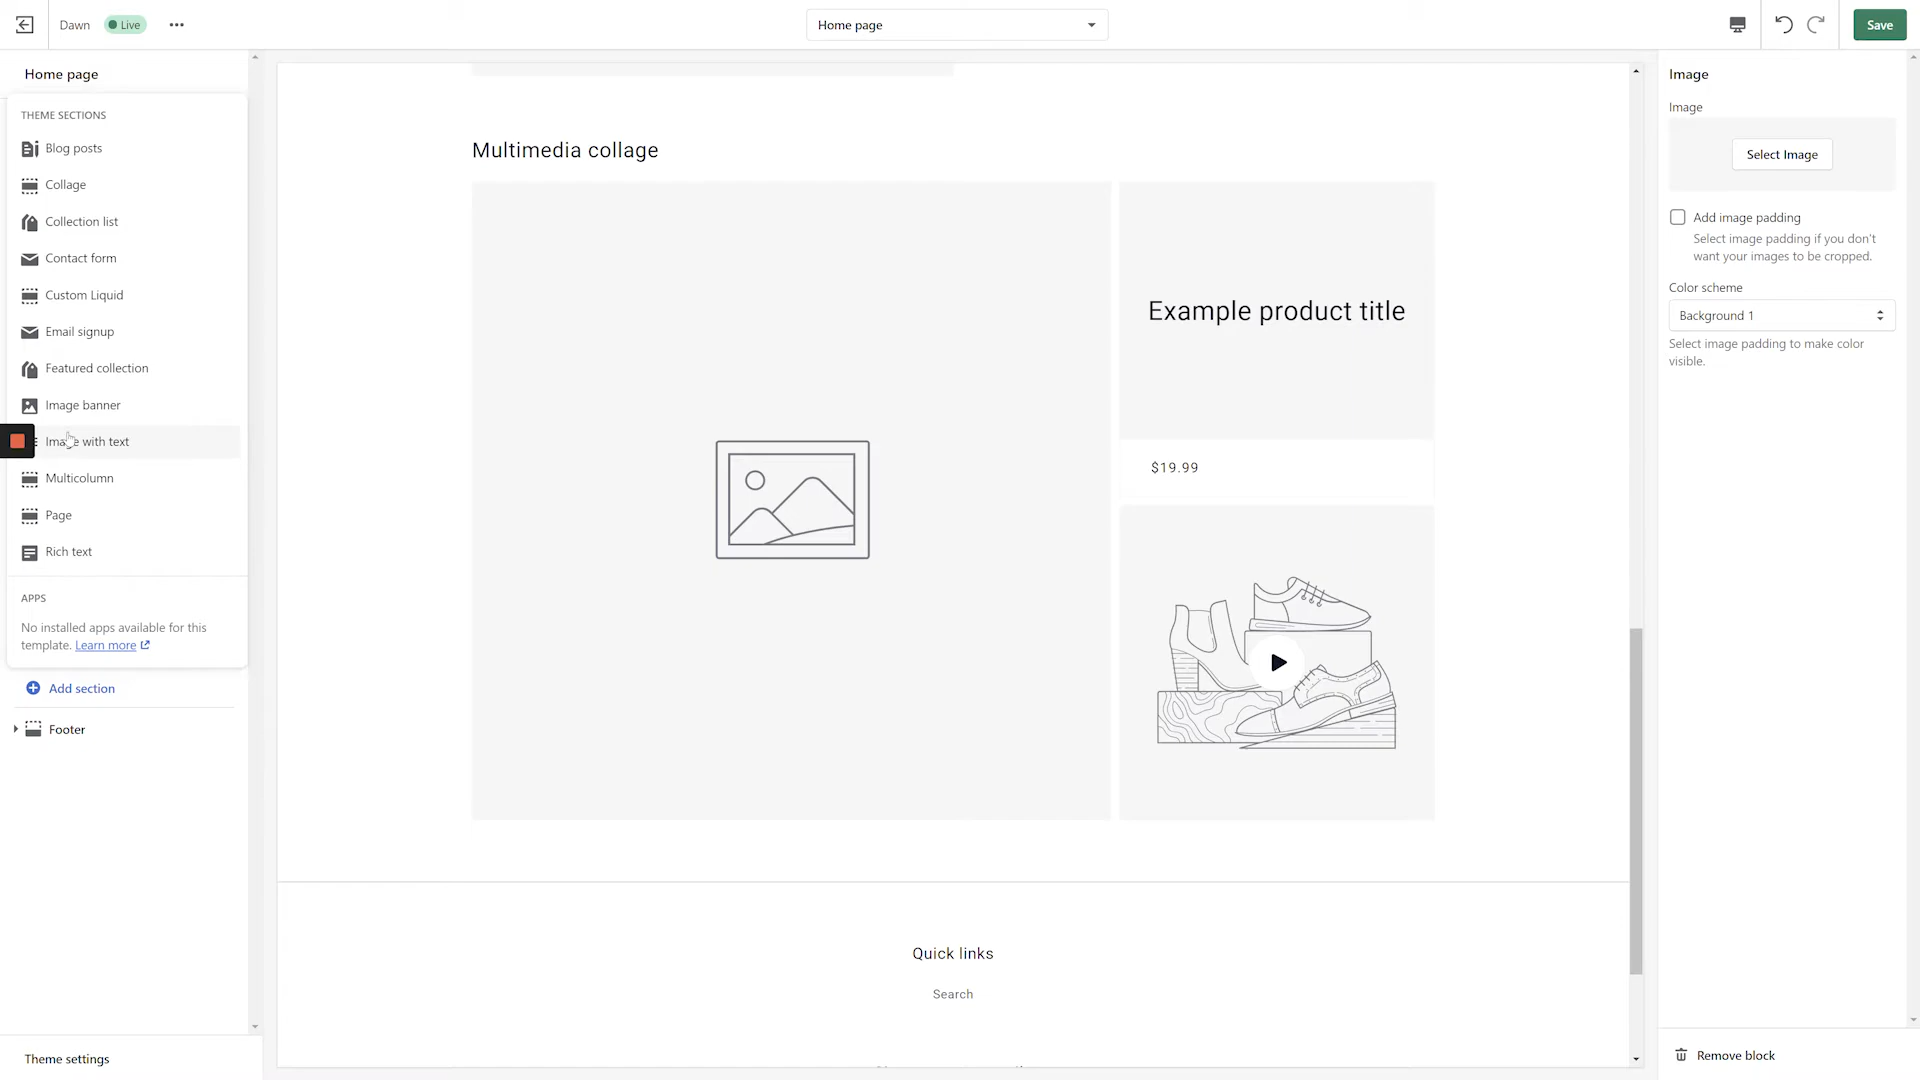 Dawn
Live
Home page
Save
Home page
THEME SECTIONS
Blog posts
Collage
Collection list
Contact form
Custom Liquid
Email signup
Featured collection
Image banner
Image with text
Multicolumn
Page
Rich text
APPS
No installed apps available for this
template. Learn more
Add section
Footer
Theme settings
Multimedia collage
Example product title
$19.99
Quick links
Search
Image
Image
Select Image
Add image padding
Select image padding if you don't
want your images to be cropped.
Color scheme
Background 1
Select image padding to make color
visible.
Remove block